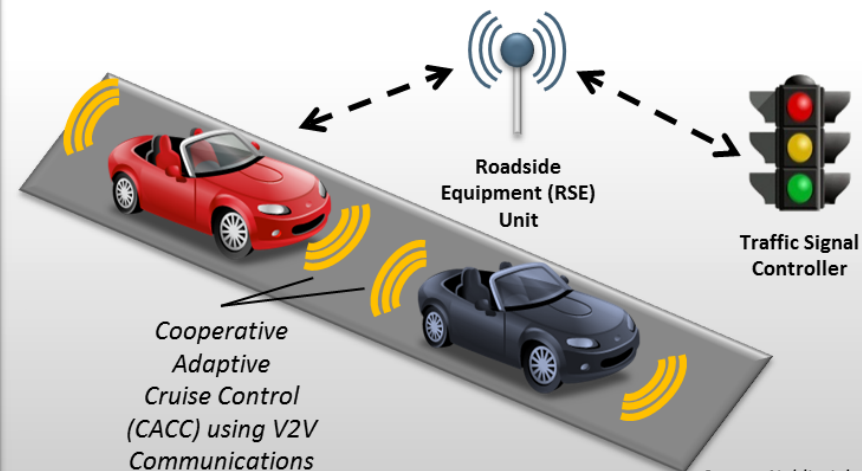 Roadside
Equipment (RSE)
Unit
Traffic Signal
Controller
Cooperative
Adaptive
Cruise Control
(CACC) using V2V
Communications